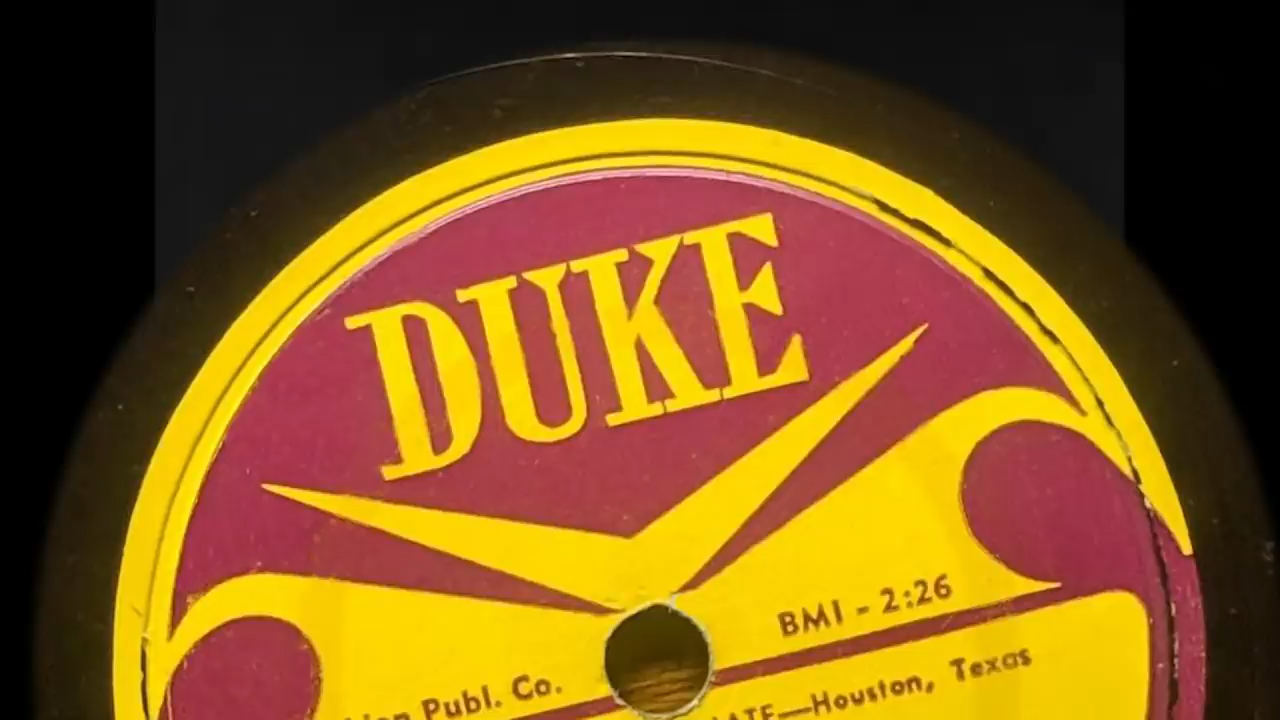 DUKE
BMI - 2:26
Publ. Co.
—Houston, Texas